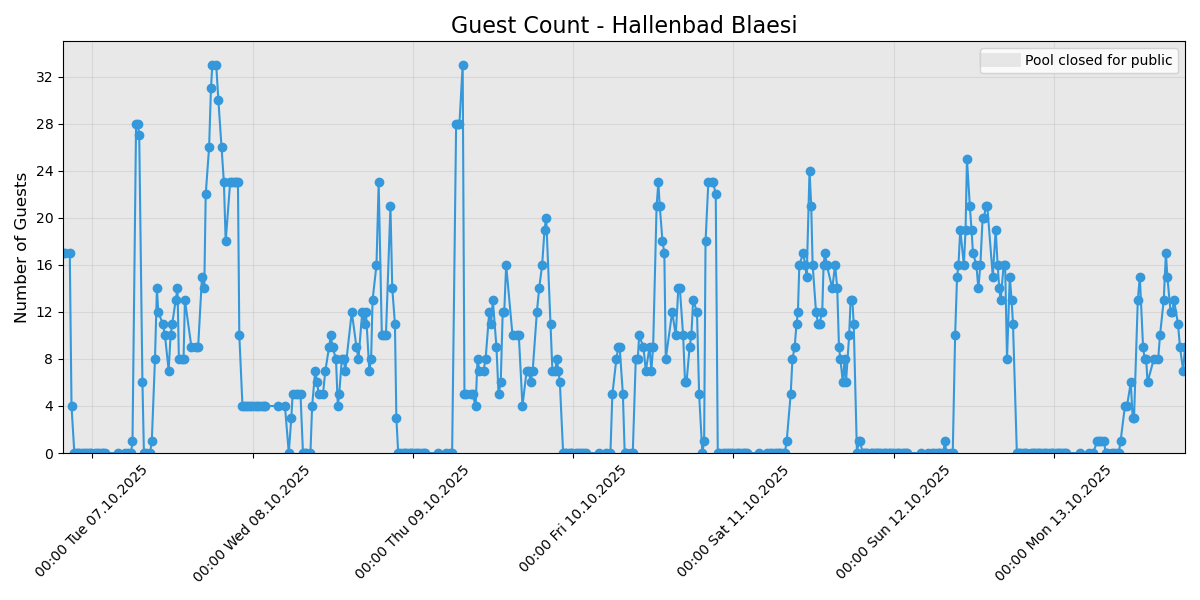 Guest Count - Hallenbad Blaesi
Pool closed for public
Number of Guests
32
28
24
20
16
12
8
4
0
00:00 Tue 07.10.2025
00:00 Wed 08.10.2025
00:00 Thu 09.10.2025
00:00 Fri 10.10.2025
00:00 Sat 11.10.2025
00:00 Sun 12.10.2025
00:00 Mon 13.10.2025